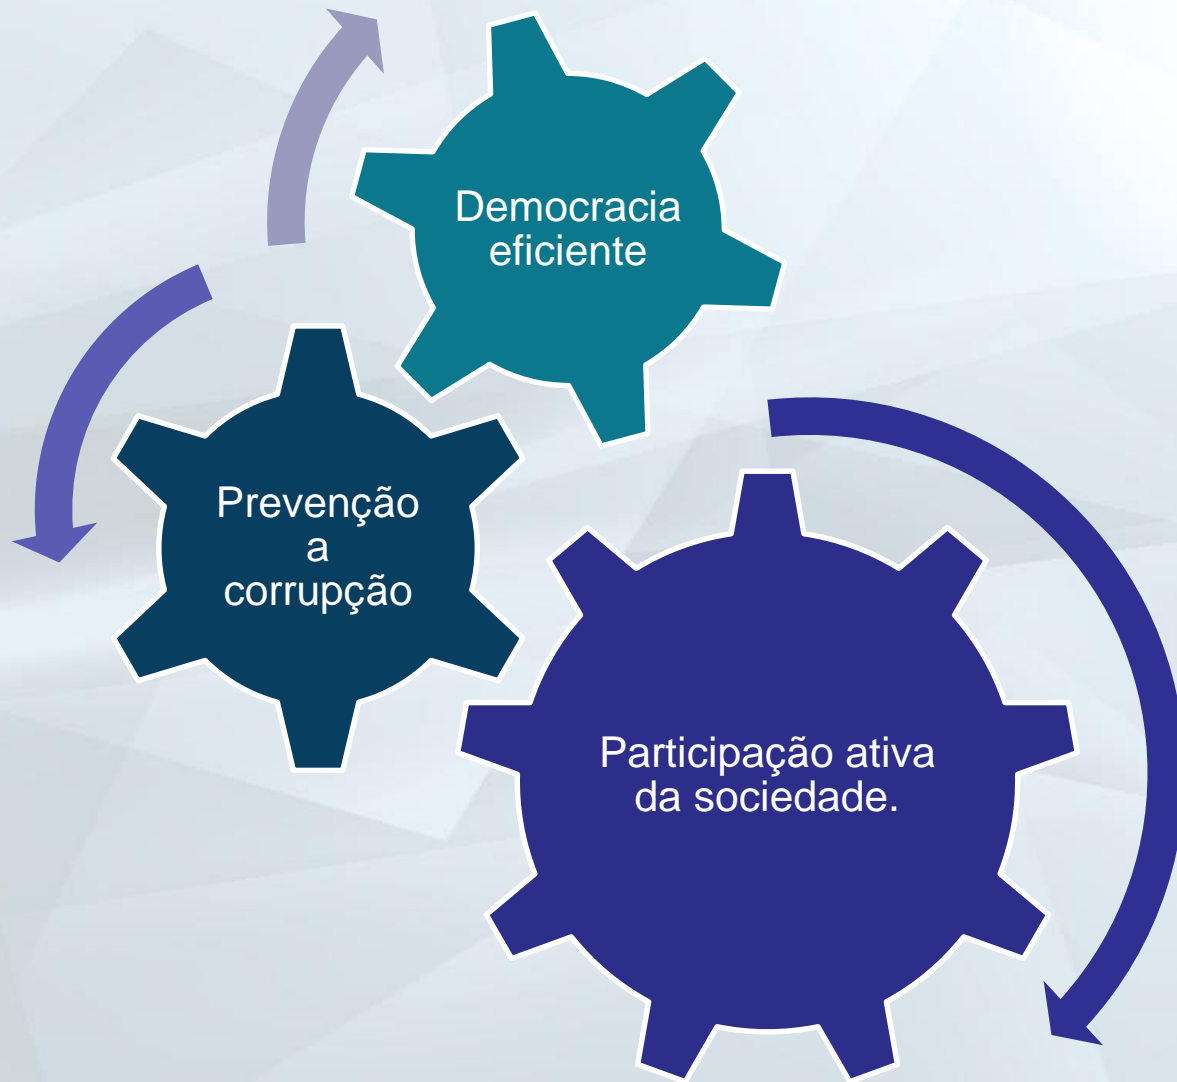 Democracia
eficiente
Prevenção
a
corrupção
Participação ativa
da sociedade.